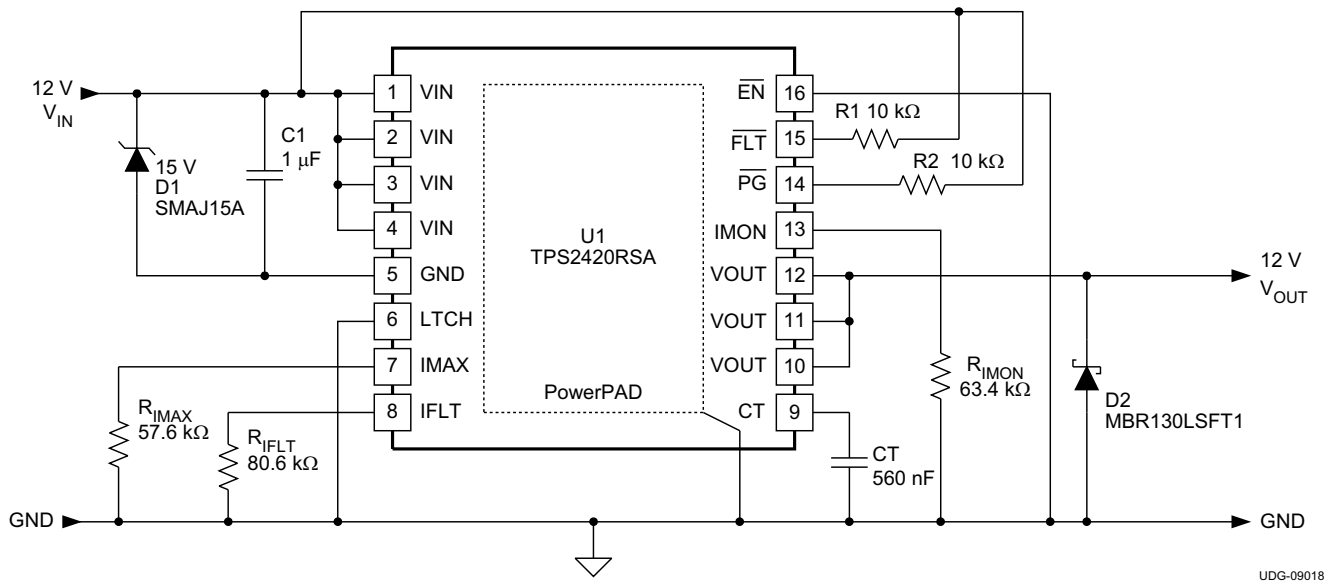 12 V
V_IN
15 V
D1
SMAJ15A
C1
1 μF
1 VIN
2 VIN
3 VIN
4 VIN
5 GND
6 LTCH
7 IMAX
8 IFLT
R_IMAX
57.6 kΩ
R_IFLT
80.6 kΩ
GND
U1
TPS2420RSA
PowerPAD
E̅N̅ 16
F̅L̅T̅ 15
P̅G̅ 14
IMON 13
VOUT 12
VOUT 11
VOUT 10
CT 9
R1 10 kΩ
R2 10 kΩ
R_IMON
63.4 kΩ
CT
560 nF
D2
MBR130LSFT1
12 V
V_OUT
GND
UDG-09018